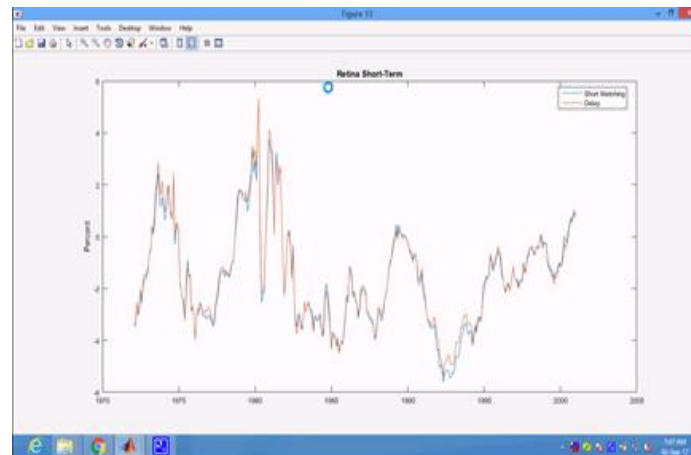 Figure 11
File Edit View Insert Tools Desktop Window Help
Retina Short-Term
Short Matching
Delay
Percent
6
4
2
0
-2
-4
-6
1970 1975 1980 1985 1990 1995 2000 2005